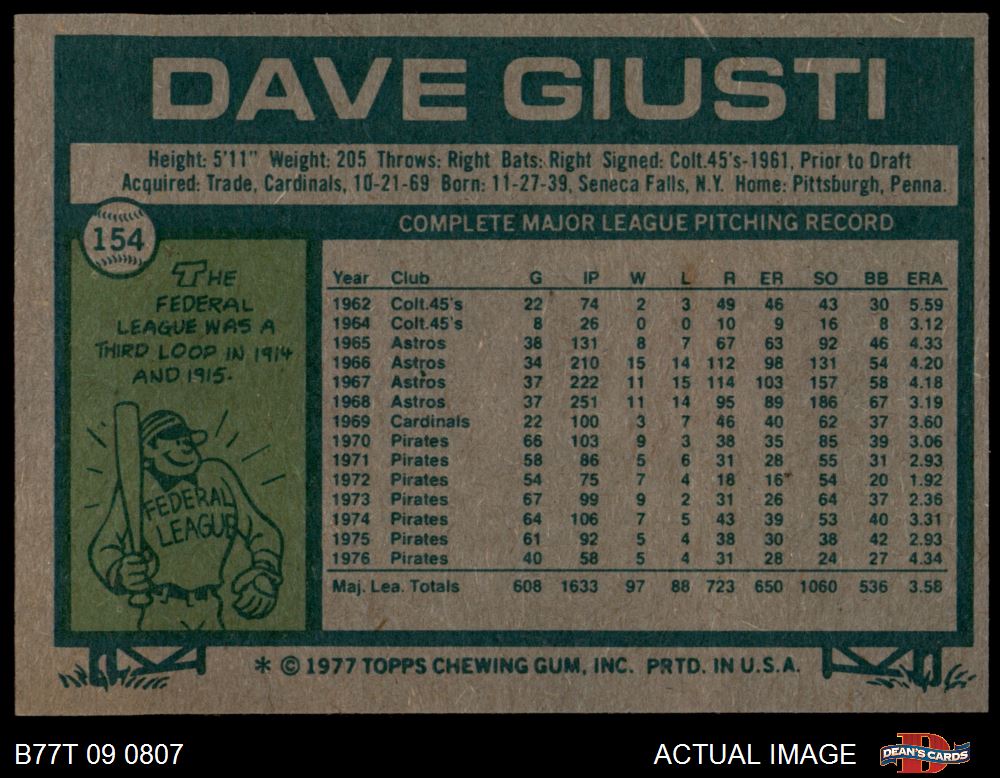 DAVE GIUSTI
Height: 5'11" Weight: 205 Throws: Right Bats: Right Signed: Colt.45's-1961, Prior to Draft
Acquired: Trade, Cardinals, 10-21-69 Born: 11-27-39, Seneca Falls, N.Y. Home: Pittsburgh, Penna.
154
THE
FEDERAL
LEAGUE WAS A
THIRD LOOP IN 1914
AND 1915.
FEDERAL
LEAGUE
COMPLETE MAJOR LEAGUE PITCHING RECORD
Year Club G IP W L R ER SO BB ERA
1962 Colt.45's 22 74 2 3 49 46 43 30 5.59
1964 Colt.45's 8 26 0 0 10 9 16 8 3.12
1965 Astros 38 131 8 7 67 63 92 46 4.33
1966 Astros 34 210 15 14 112 98 131 54 4.20
1967 Astros 37 222 11 15 114 103 157 58 4.18
1968 Astros 37 251 11 14 95 89 186 67 3.19
1969 Cardinals 22 100 3 7 46 40 62 37 3.60
1970 Pirates 66 103 9 3 38 35 85 39 3.06
1971 Pirates 58 86 5 6 31 28 55 31 2.93
1972 Pirates 54 75 7 4 18 16 54 20 1.92
1973 Pirates 67 99 9 2 31 26 64 37 2.36
1974 Pirates 64 106 7 5 43 39 53 40 3.31
1975 Pirates 61 92 5 4 38 30 38 42 2.93
1976 Pirates 40 58 5 4 31 28 24 27 4.34
Maj. Lea. Totals 608 1633 97 88 723 650 1060 536 3.58
* © 1977 TOPPS CHEWING GUM, INC. PRTD. IN U.S.A.
B77T 09 0807
ACTUAL IMAGE
D
DEAN'S CARDS